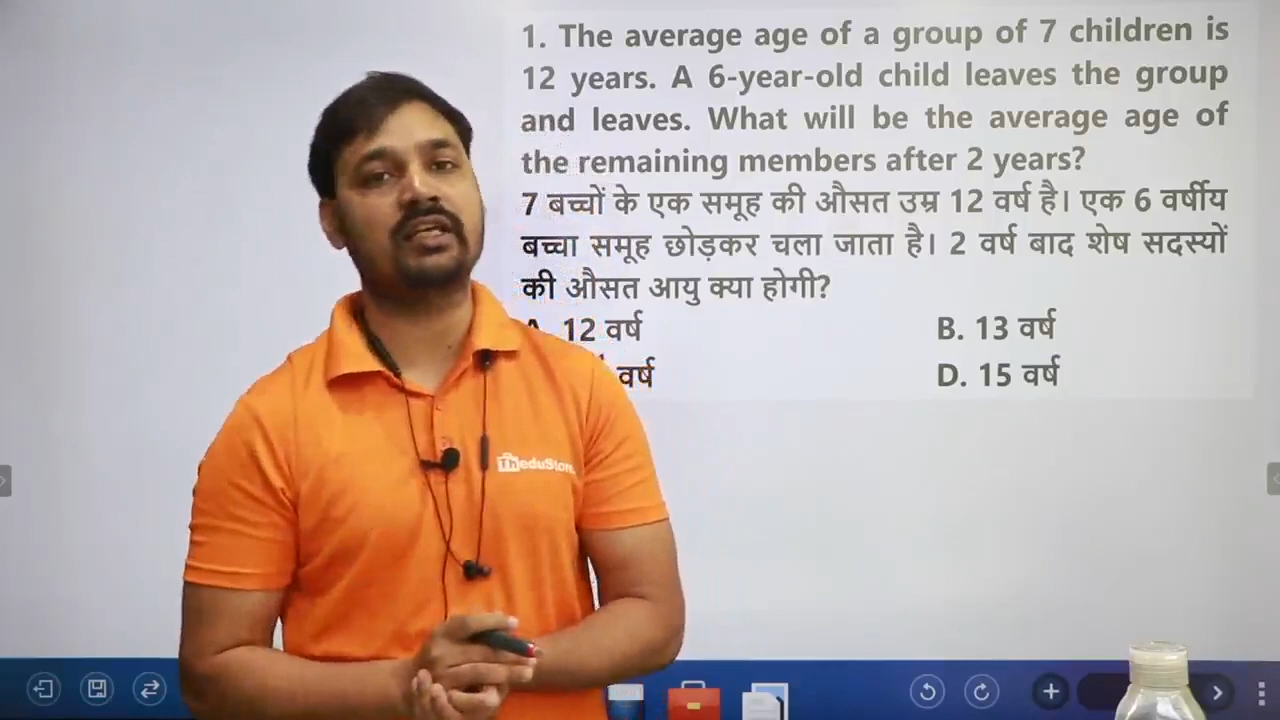 1. The average age of a group of 7 children is
12 years. A 6-year-old child leaves the group
and leaves. What will be the average age of
the remaining members after 2 years?
7 बच्चों के एक समूह की औसत उम्र 12 वर्ष है। एक 6 वर्षीय
बच्चा समूह छोड़कर चला जाता है। 2 वर्ष बाद शेष सदस्यों
की औसत आयु क्या होगी?
A. 12 वर्ष
B. 13 वर्ष
वर्ष
D. 15 वर्ष
TheduStore